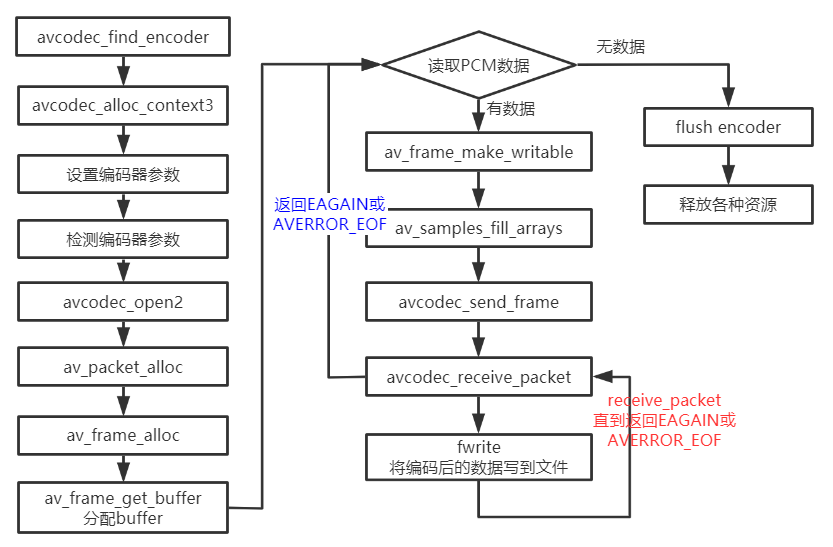 avcodec_find_encoder
avcodec_alloc_context3
设置编码器参数
检测编码器参数
avcodec_open2
av_packet_alloc
av_frame_alloc
av_frame_get_buffer
分配buffer
读取PCM数据
无数据
有数据
av_frame_make_writable
返回EAGAIN或
AVERROR_EOF
av_samples_fill_arrays
avcodec_send_frame
avcodec_receive_packet
fwrite
将编码后的数据写到文件
receive_packet
直到返回EAGAIN或
AVERROR_EOF
flush encoder
释放各种资源